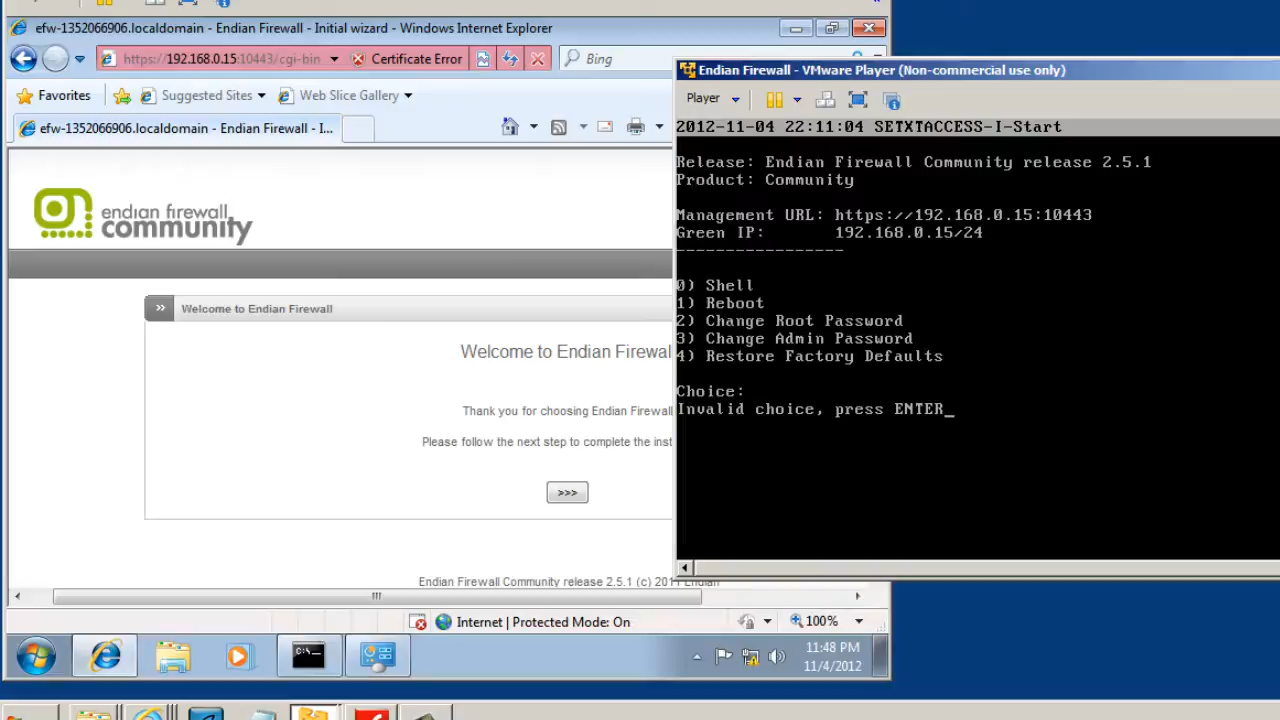 efw-1352066906.localdomain - Endian Firewall - Initial wizard - Windows Internet Explorer
https://192.168.0.15:10443/cgi-bin
Certificate Error
Bing
Favorites
Suggested Sites
Web Slice Gallery
efw-1352066906.localdomain - Endian Firewall - I...
endian firewall
community
Welcome to Endian Firewall
Welcome to Endian Firewal
Thank you for choosing Endian Firewal
Please follow the next step to complete the inst
>>>
Endian Firewall Community release 2.5.1 (c) 2011 Endian
Internet | Protected Mode: On
100%
11:48 PM
11/4/2012
Endian Firewall - VMware Player (Non-commercial use only)
Player
2012-11-04 22:11:04 SETXTACCESS-I-Start
Release: Endian Firewall Community release 2.5.1
Product: Community
Management URL: https://192.168.0.15:10443
Green IP: 192.168.0.15/24
-----------------
0) Shell
1) Reboot
2) Change Root Password
3) Change Admin Password
4) Restore Factory Defaults
Choice:
Invalid choice, press ENTER_